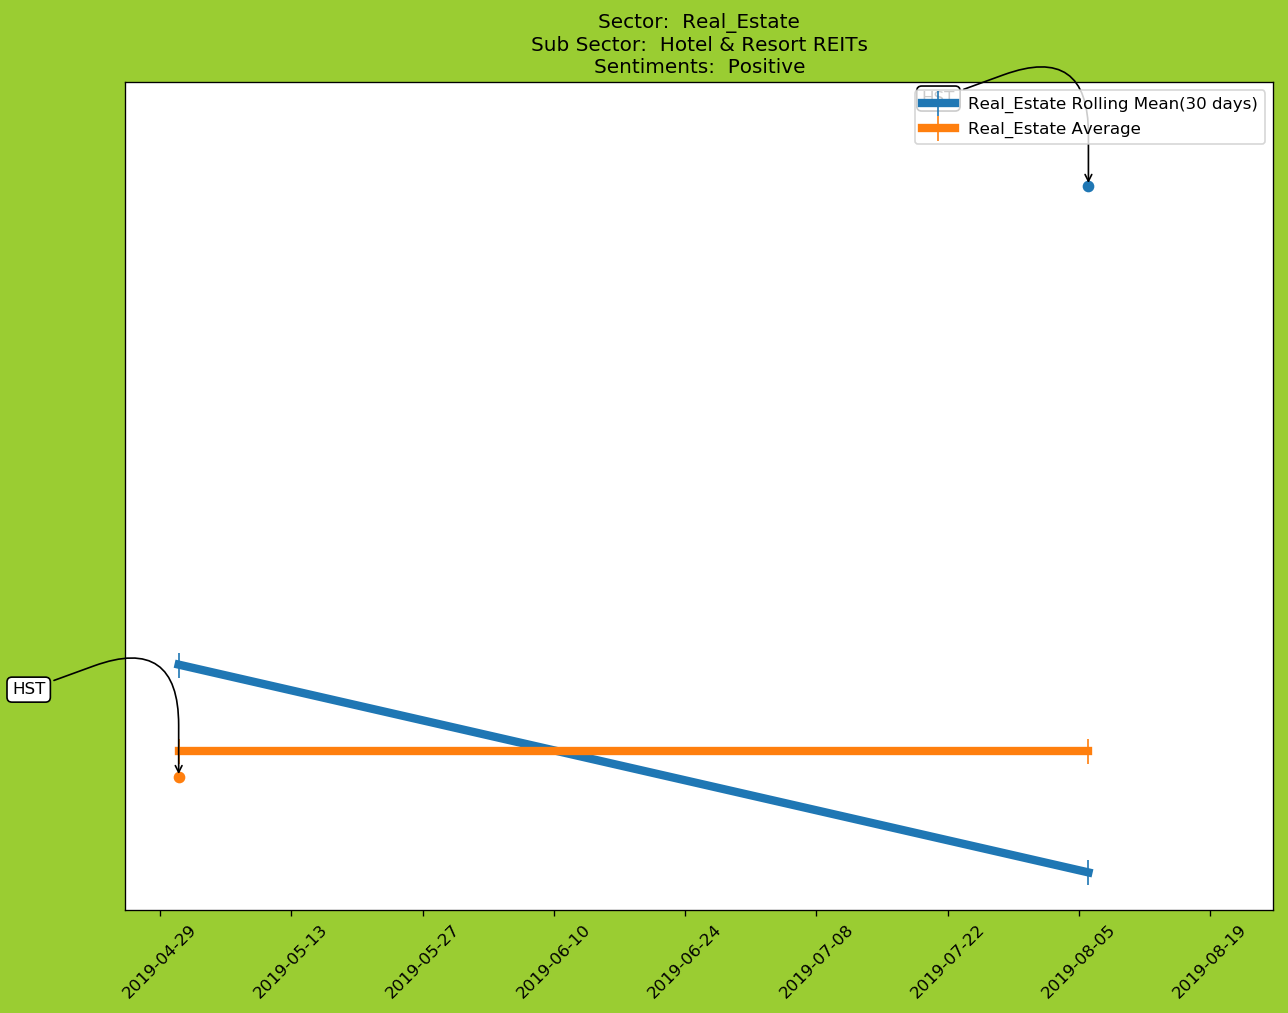 Sector:  Real_Estate
Sub Sector:  Hotel & Resort REITs
Sentiments:  Positive
HST
Real_Estate Rolling Mean(30 days)
Real_Estate Average
HST
2019-04-29
2019-05-13
2019-05-27
2019-06-10
2019-06-24
2019-07-08
2019-07-22
2019-08-05
2019-08-19